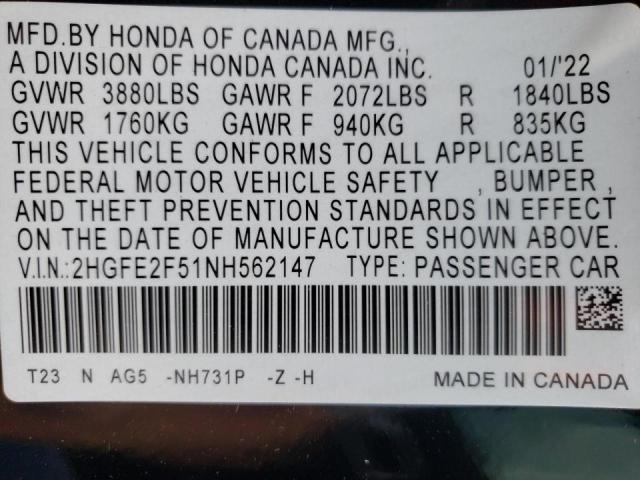 MFD.BY HONDA OF CANADA MFG.,
A DIVISION OF HONDA CANADA INC. 01/'22
GVWR 3880LBS GAWR F 2072LBS R 1840LBS
GVWR 1760KG GAWR F 940KG R 835KG
THIS VEHICLE CONFORMS TO ALL APPLICABLE
FEDERAL MOTOR VEHICLE SAFETY , BUMPER ,
AND THEFT PREVENTION STANDARDS IN EFFECT
ON THE DATE OF MANUFACTURE SHOWN ABOVE.
V.I.N.:2HGFE2F51NH562147 TYPE: PASSENGER CAR
T23 N AG5 -NH731P -Z -H MADE IN CANADA